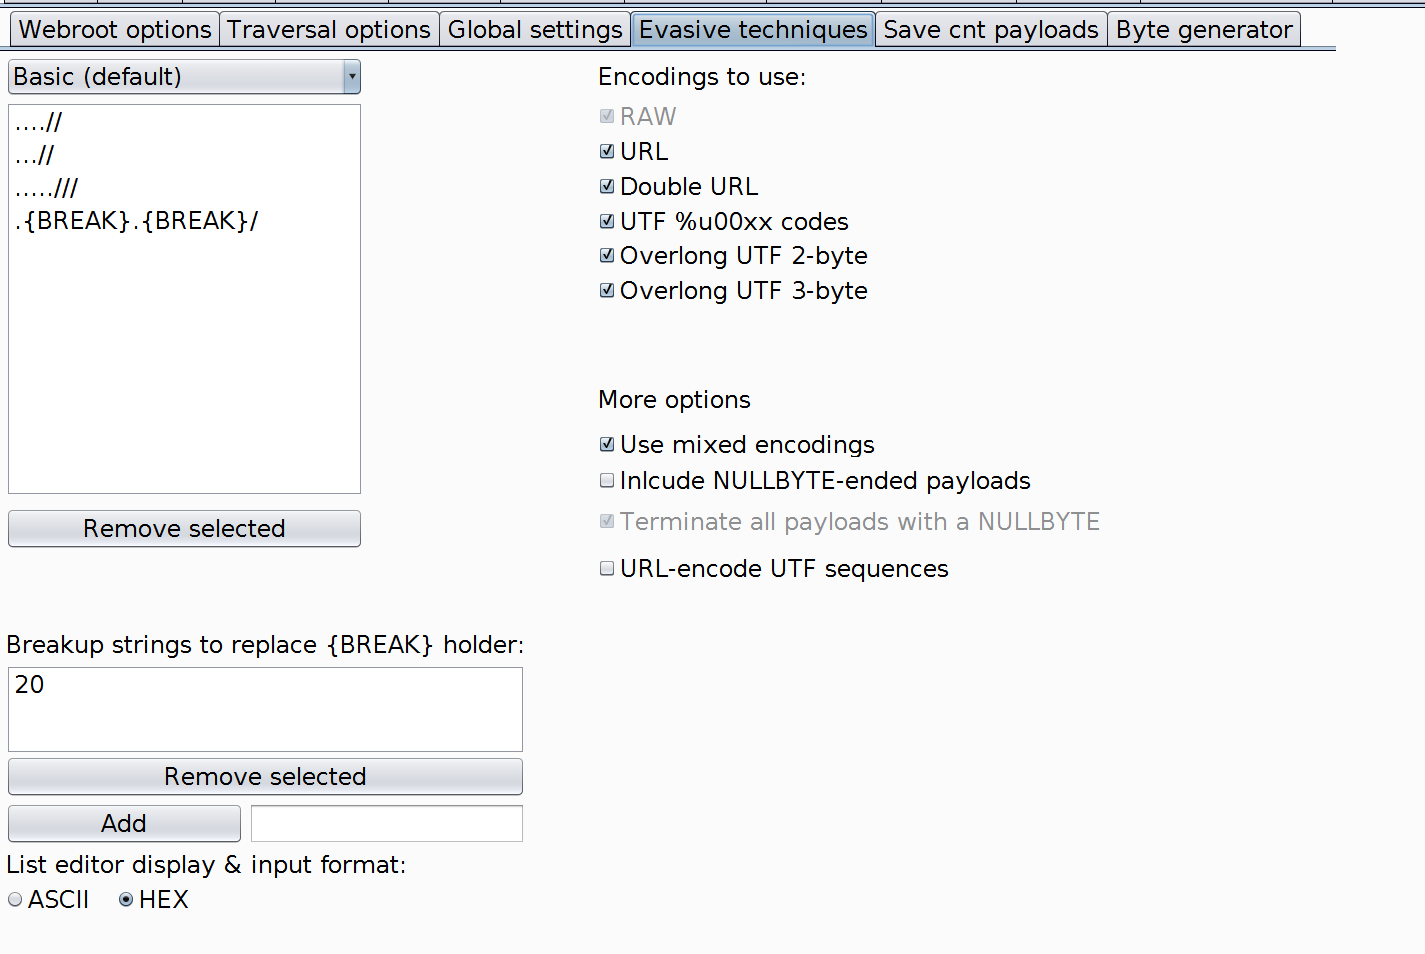 Webroot options Traversal options Global settings Evasive techniques Save cnt payloads Byte generator
Basic (default)
....//
...//
.....///
.{BREAK}.{BREAK}/
Remove selected
Encodings to use:
RAW
URL
Double URL
UTF %u00xx codes
Overlong UTF 2-byte
Overlong UTF 3-byte
More options
Use mixed encodings
Inlcude NULLBYTE-ended payloads
Terminate all payloads with a NULLBYTE
URL-encode UTF sequences
Breakup strings to replace {BREAK} holder:
20
Remove selected
Add
List editor display & input format:
ASCII HEX